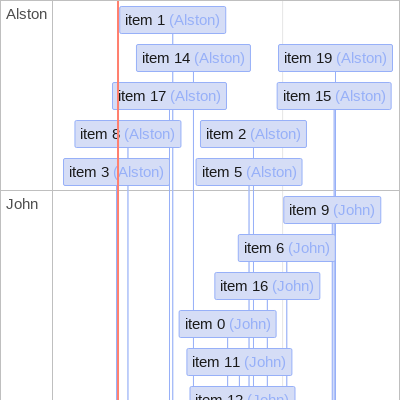 Alston
item 1 (Alston)
item 14 (Alston)
item 19 (Alston)
item 17 (Alston)
item 15 (Alston)
item 8 (Alston)
item 2 (Alston)
item 3 (Alston)
item 5 (Alston)
John
item 9 (John)
item 6 (John)
item 16 (John)
item 0 (John)
item 11 (John)
item 12 (John)